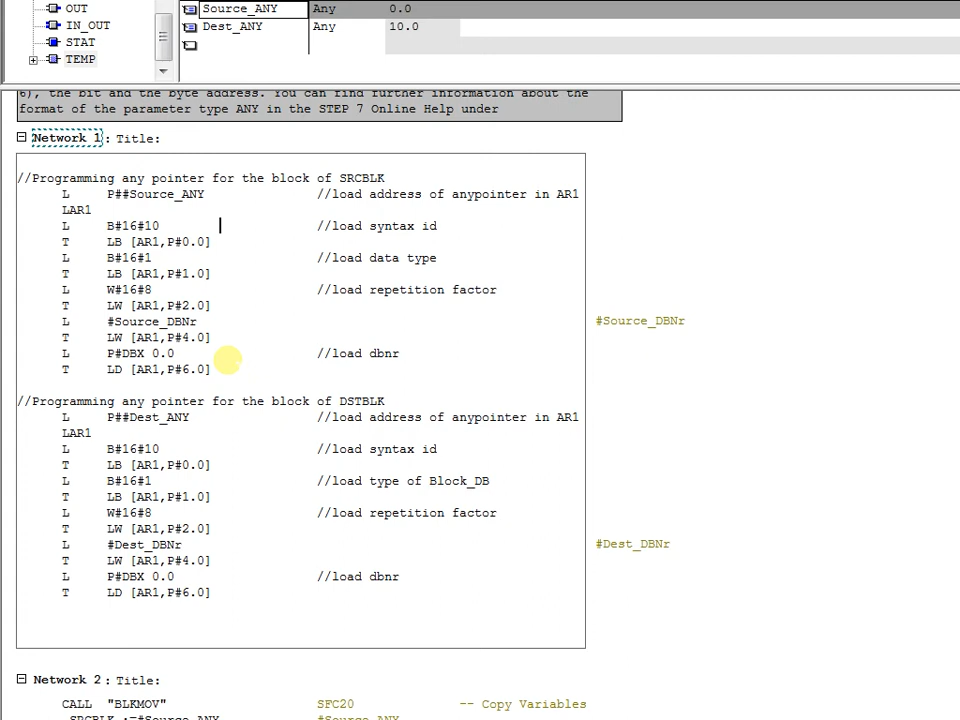 OUT
IN_OUT
STAT
TEMP
Source_ANY Any 0.0
Dest_ANY Any 10.0
6), the bit and the byte address. You can find further information about the
format of the parameter type ANY in the STEP 7 Online Help under
Network 1: Title:
//Programming any pointer for the block of SRCBLK
L P##Source_ANY //load address of anypointer in AR1
LAR1
L B#16#10 //load syntax id
T LB [AR1,P#0.0]
L B#16#1 //load data type
T LB [AR1,P#1.0]
L W#16#8 //load repetition factor
T LW [AR1,P#2.0]
L #Source_DBNr #Source_DBNr
T LW [AR1,P#4.0]
L P#DBX 0.0 //load dbnr
T LD [AR1,P#6.0]
//Programming any pointer for the block of DSTBLK
L P##Dest_ANY //load address of anypointer in AR1
LAR1
L B#16#10 //load syntax id
T LB [AR1,P#0.0]
L B#16#1 //load type of Block_DB
T LB [AR1,P#1.0]
L W#16#8 //load repetition factor
T LW [AR1,P#2.0]
L #Dest_DBNr #Dest_DBNr
T LW [AR1,P#4.0]
L P#DBX 0.0 //load dbnr
T LD [AR1,P#6.0]
Network 2: Title:
CALL "BLKMOV" SFC20 -- Copy Variables
SRCBLK :=#Source_ANY #Source_ANY